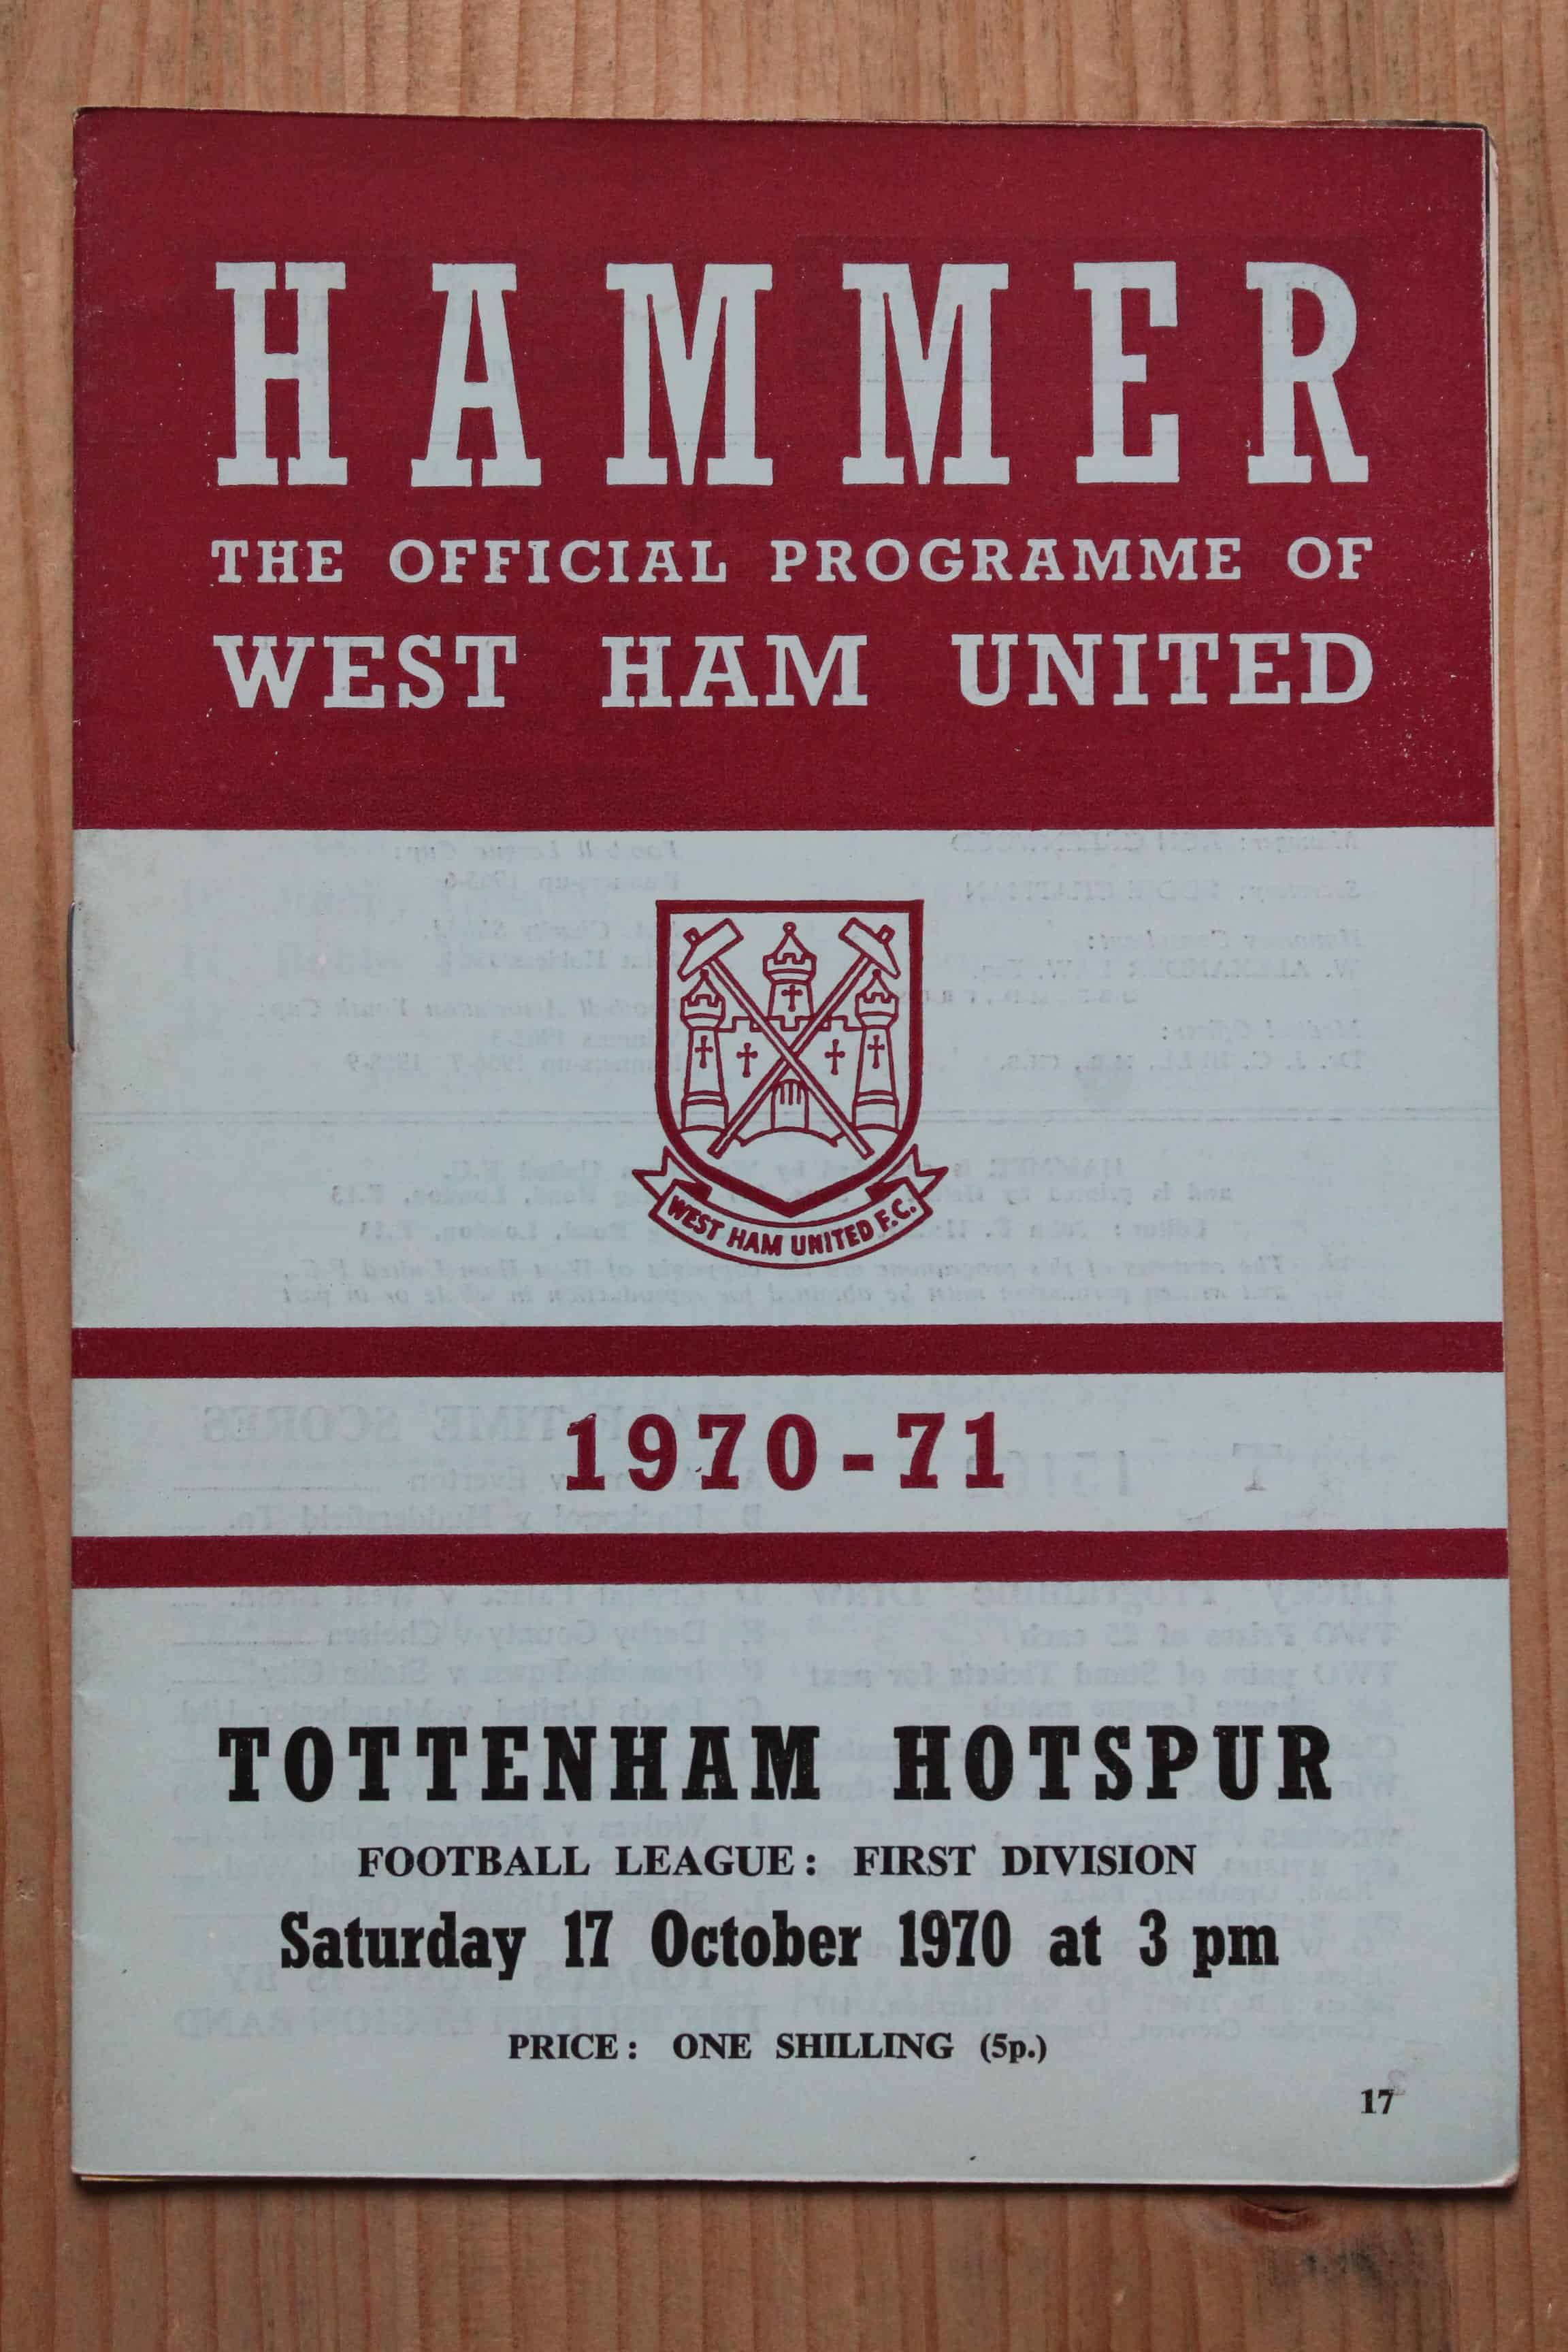 HAMMER
THE OFFICIAL PROGRAMME OF
WEST HAM UNITED
WEST HAM UNITED F.C.
1970-71
TOTTENHAM HOTSPUR
FOOTBALL LEAGUE: FIRST DIVISION
Saturday 17 October 1970 at 3 pm
PRICE: ONE SHILLING (5p.)
17